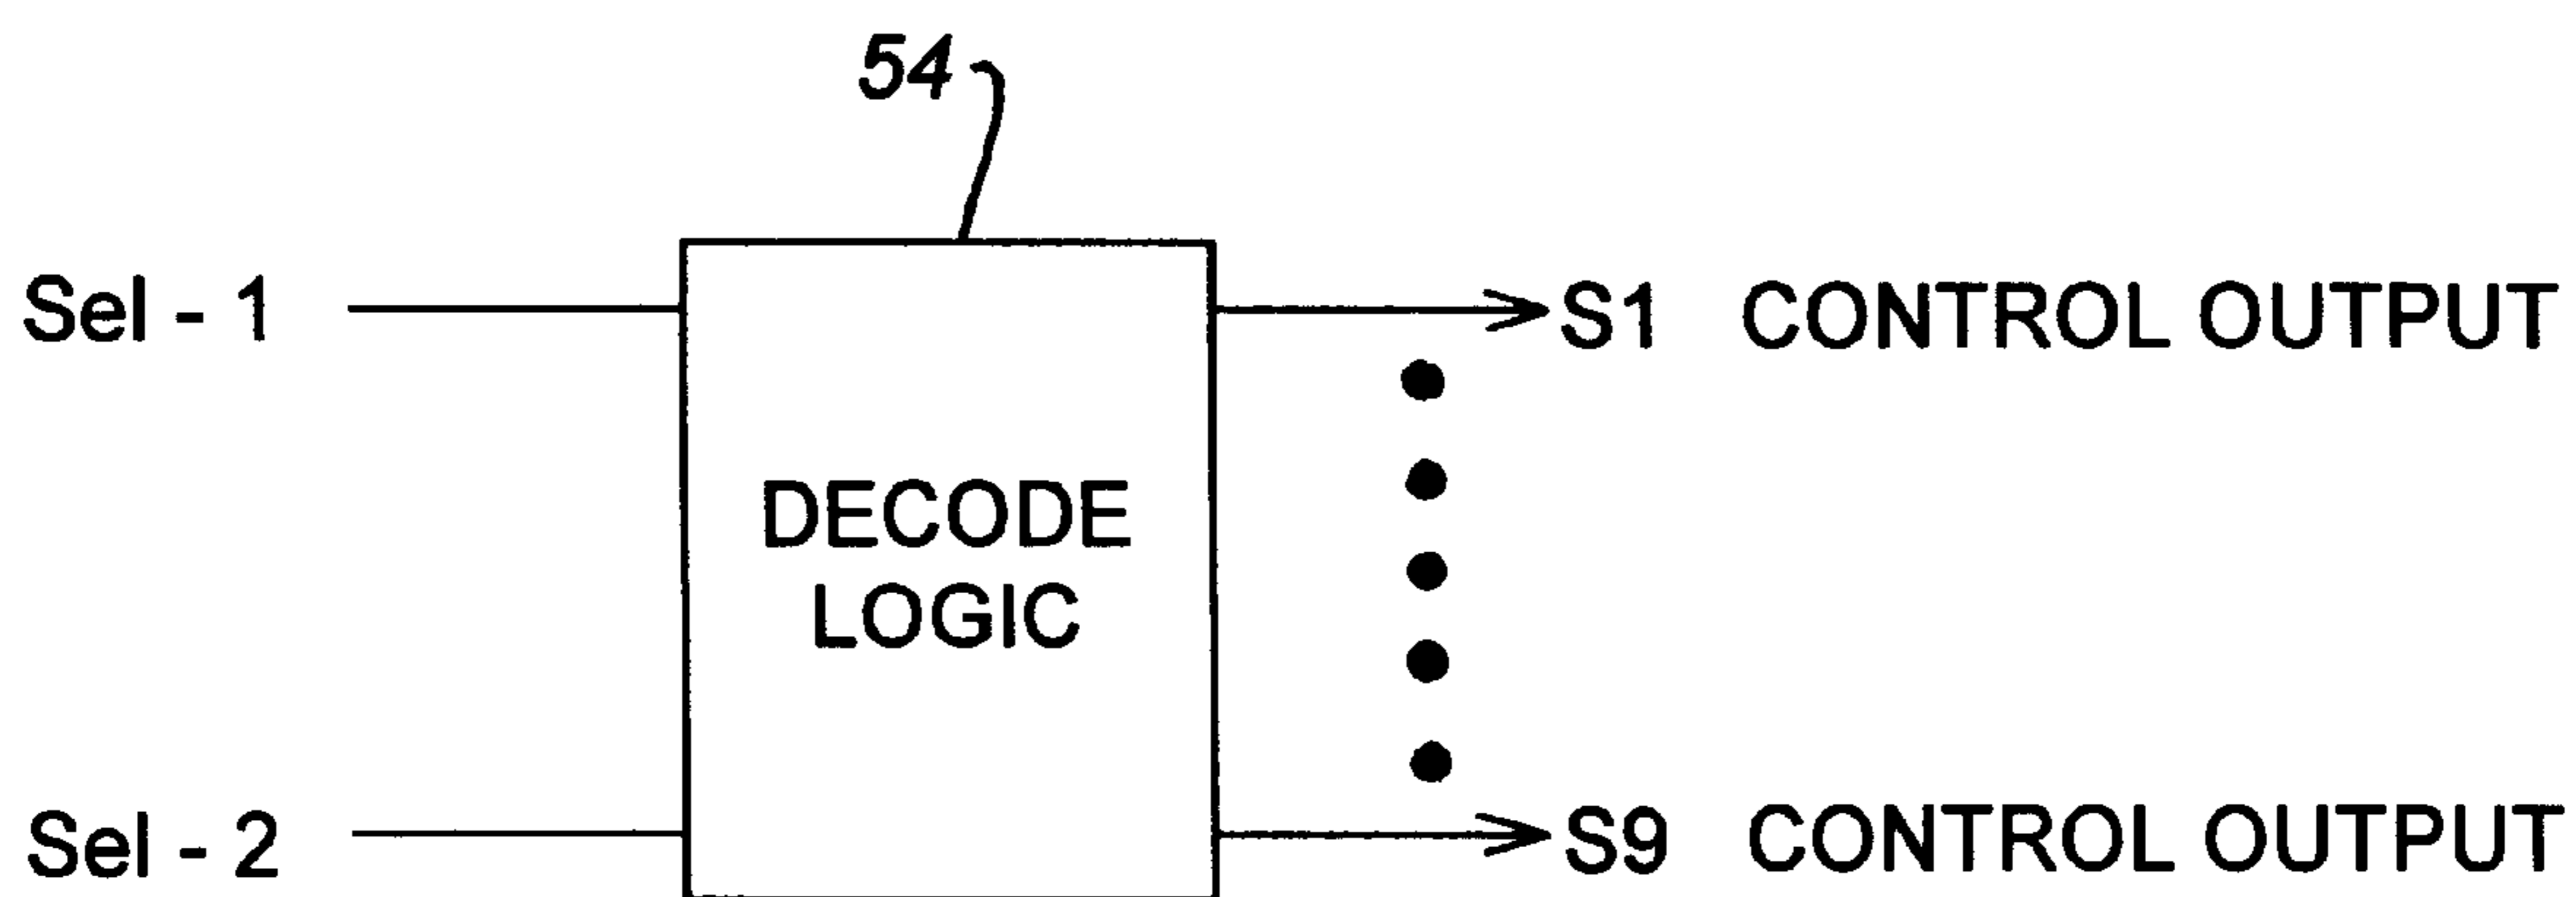 54
Sel - 1
S1 CONTROL OUTPUT
DECODE
LOGIC
Sel - 2
S9 CONTROL OUTPUT